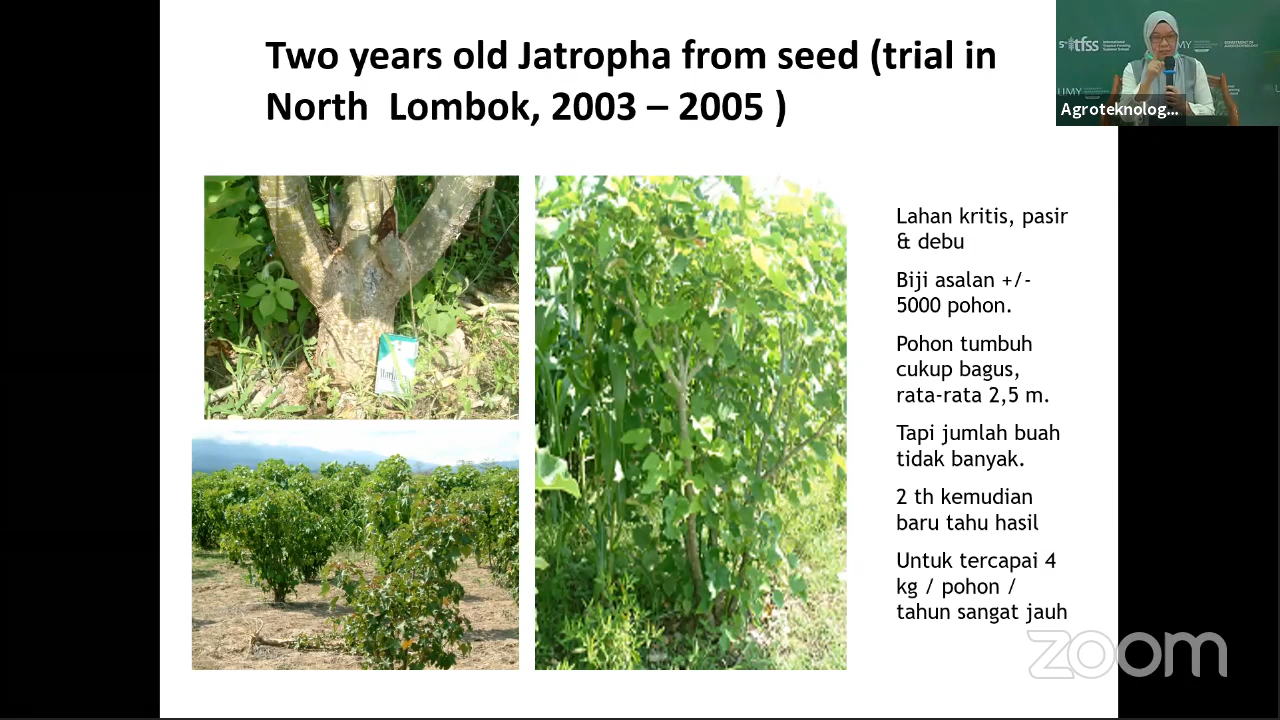 Two years old Jatropha from seed (trial in
North Lombok, 2003 – 2005 )
Lahan kritis, pasir
& debu
Biji asalan +/-
5000 pohon.
Pohon tumbuh
cukup bagus,
rata-rata 2,5 m.
Tapi jumlah buah
tidak banyak.
2 th kemudian
baru tahu hasil
Untuk tercapai 4
kg / pohon /
tahun sangat jauh
tfss
UMY
Agroteknolog...
zoom